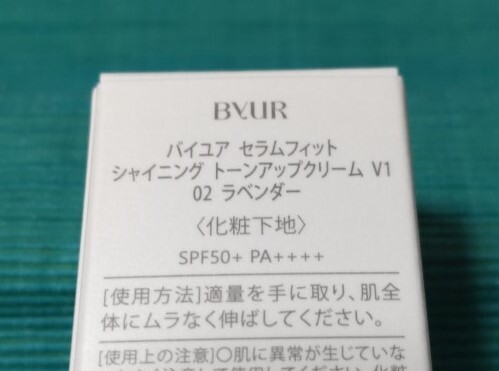 BYUR
バイユア セラムフィット
シャイニング トーンアップクリーム V1
02 ラベンダー
〈化粧下地〉
SPF50+ PA++++
[使用方法]適量を手に取り、肌全
体にムラなく伸ばしてください。
[使用上の注意]〇肌に異常が生じていな